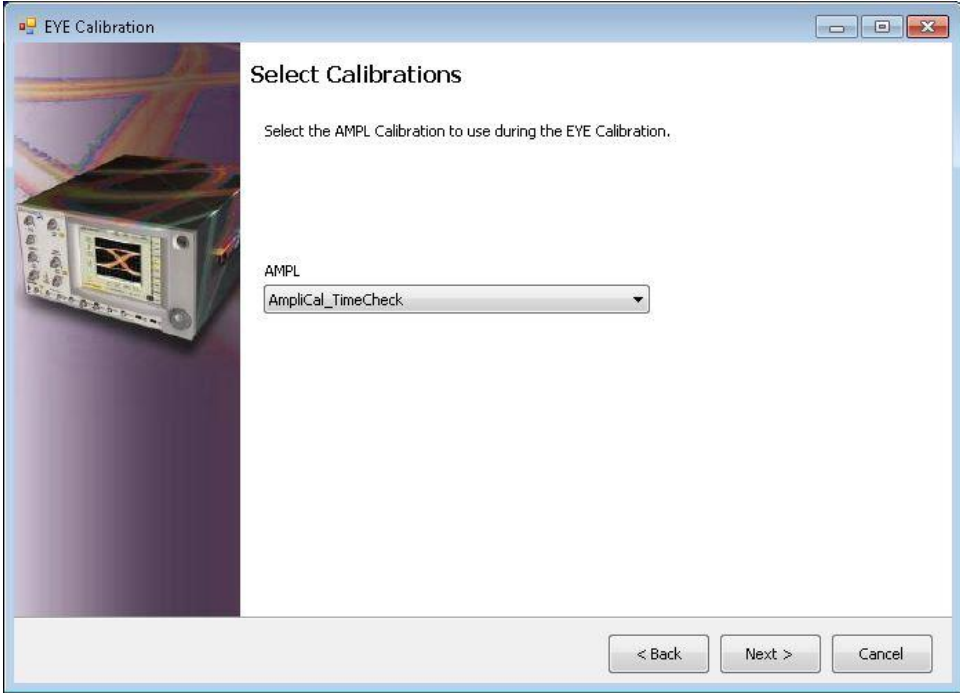 EYE Calibration
Select Calibrations
Select the AMPL Calibration to use during the EYE Calibration.
AMPL
AmpliCal_TimeCheck
< Back
Next >
Cancel